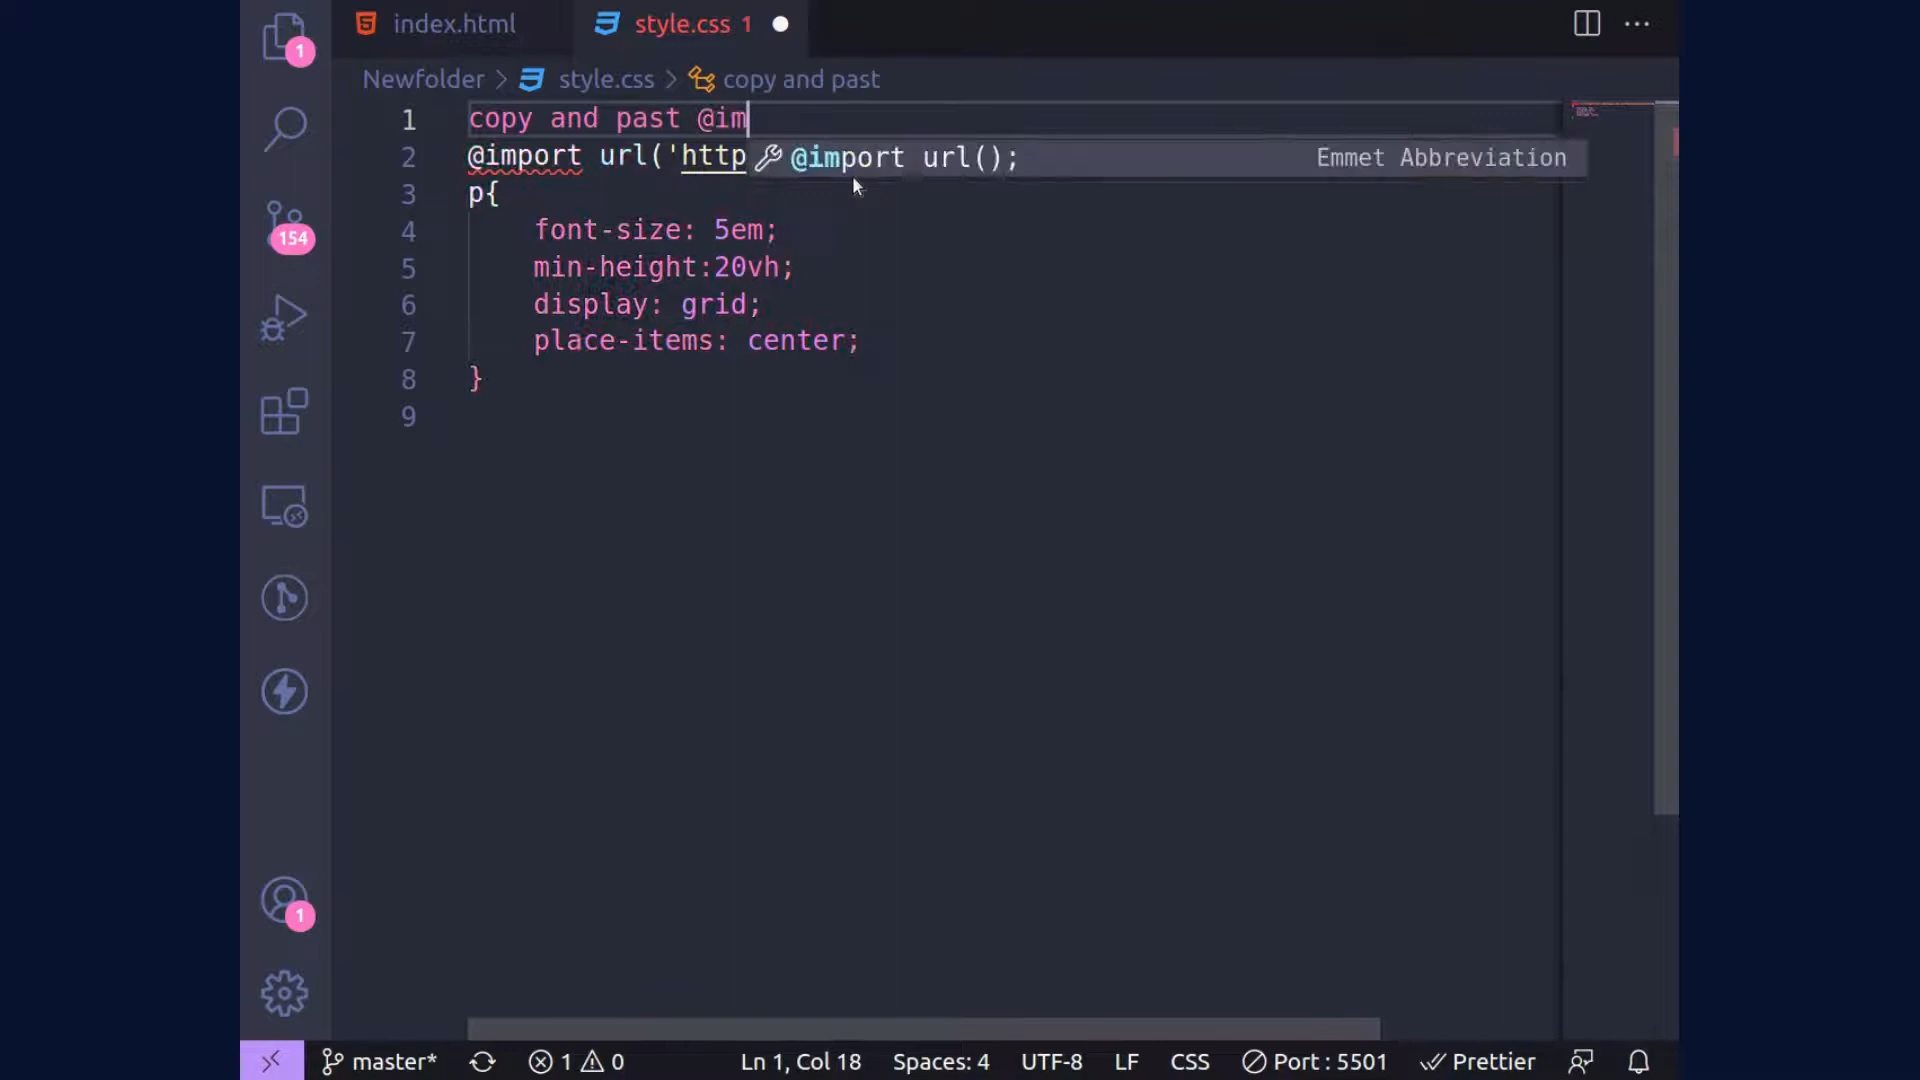 index.html
style.css 1
Newfolder > style.css > copy and past
1 copy and past @im
2 @import url('http
@import url(); Emmet Abbreviation
3 p{
4 font-size: 5em;
5 min-height:20vh;
6 display: grid;
7 place-items: center;
8 }
9
1
154
1
master* 1 0 Ln 1, Col 18 Spaces: 4 UTF-8 LF CSS Port : 5501 Prettier